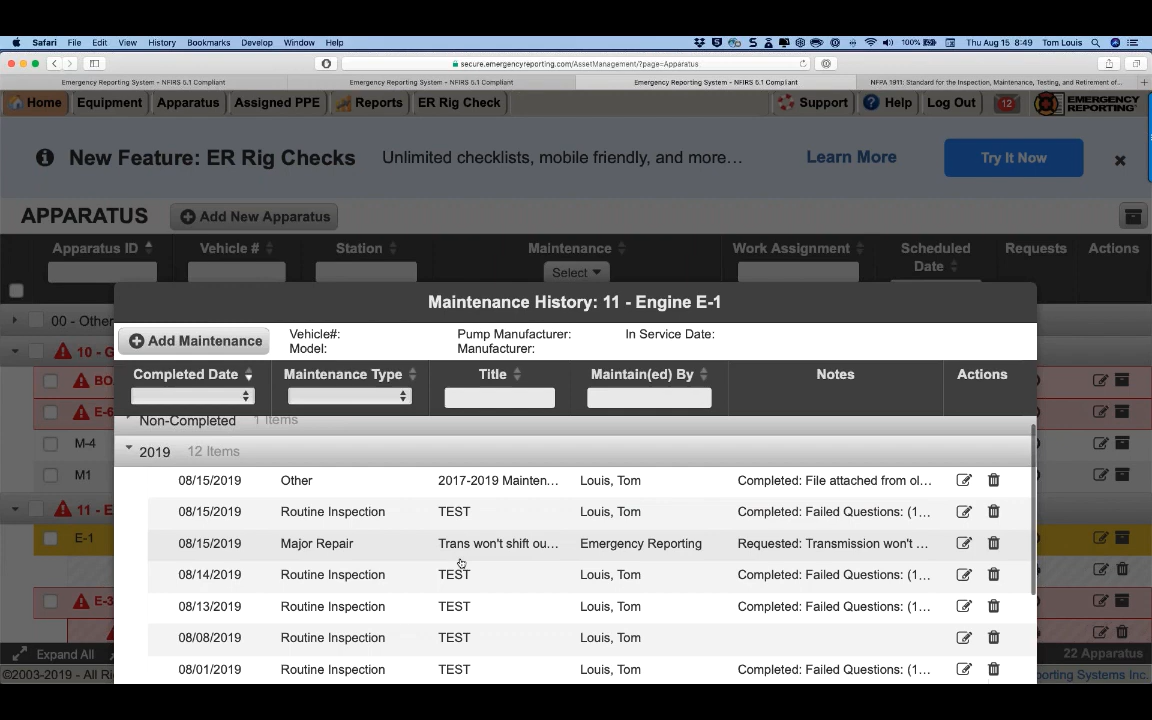 Safari File Edit View History Bookmarks Develop Window Help 100% Thu Aug 15 8:49 Tom Louis
secure.emergencyreporting.com/AssetManagement/?page=Apparatus
Emergency Reporting System – NFIRS 5.1 Compliant Emergency Reporting System – NFIRS 5.1 Compliant Emergency Reporting System – NFIRS 5.1 Compliant NFPA 1911: Standard for the Inspection, Maintenance, Testing, and Retirement of...
Home Equipment Apparatus Assigned PPE Reports ER Rig Check Support Help Log Out 12 EMERGENCY REPORTING
New Feature: ER Rig Checks Unlimited checklists, mobile friendly, and more... Learn More Try It Now
APPARATUS Add New Apparatus
Apparatus ID Vehicle # Station Maintenance Work Assignment Scheduled Date Requests Actions
Select
Maintenance History: 11 - Engine E-1
00 - Other
Add Maintenance Vehicle#: Pump Manufacturer: In Service Date:
Model: Manufacturer:
10 - G
Completed Date Maintenance Type Title Maintain(ed) By Notes Actions
BO
E-6
Non-Completed 1 Items
M-4
2019 12 Items
M1
08/15/2019 Other 2017-2019 Mainten... Louis, Tom Completed: File attached from ol...
11 - E
08/15/2019 Routine Inspection TEST Louis, Tom Completed: Failed Questions: (1...
E-1
08/15/2019 Major Repair Trans won't shift ou... Emergency Reporting Requested: Transmission won't ...
08/14/2019 Routine Inspection TEST Louis, Tom Completed: Failed Questions: (1...
E-3
08/13/2019 Routine Inspection TEST Louis, Tom Completed: Failed Questions: (1...
08/08/2019 Routine Inspection TEST Louis, Tom
Expand All 22 Apparatus
08/01/2019 Routine Inspection TEST Louis, Tom Completed: Failed Questions: (1...
©2003-2019 - All Ri porting Systems Inc.